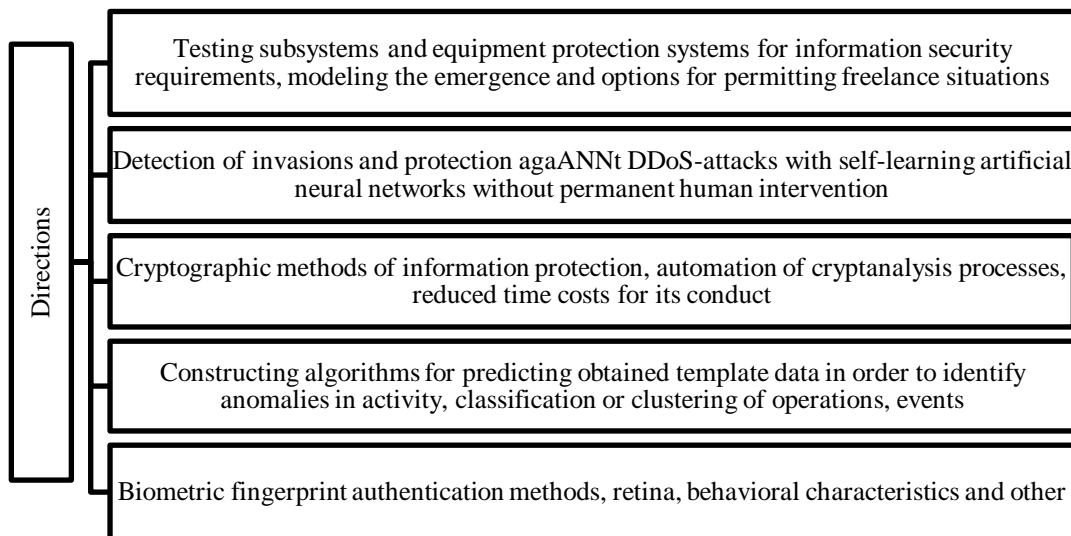 Directions
Testing subsystems and equipment protection systems for information security
requirements, modeling the emergence and options for permitting freelance situations
Detection of invasions and protection agaANNt DDoS-attacks with self-learning artificial
neural networks without permanent human intervention
Cryptographic methods of information protection, automation of cryptanalysis processes,
reduced time costs for its conduct
Constructing algorithms for predicting obtained template data in order to identify
anomalies in activity, classification or clustering of operations, events
Biometric fingerprint authentication methods, retina, behavioral characteristics and other